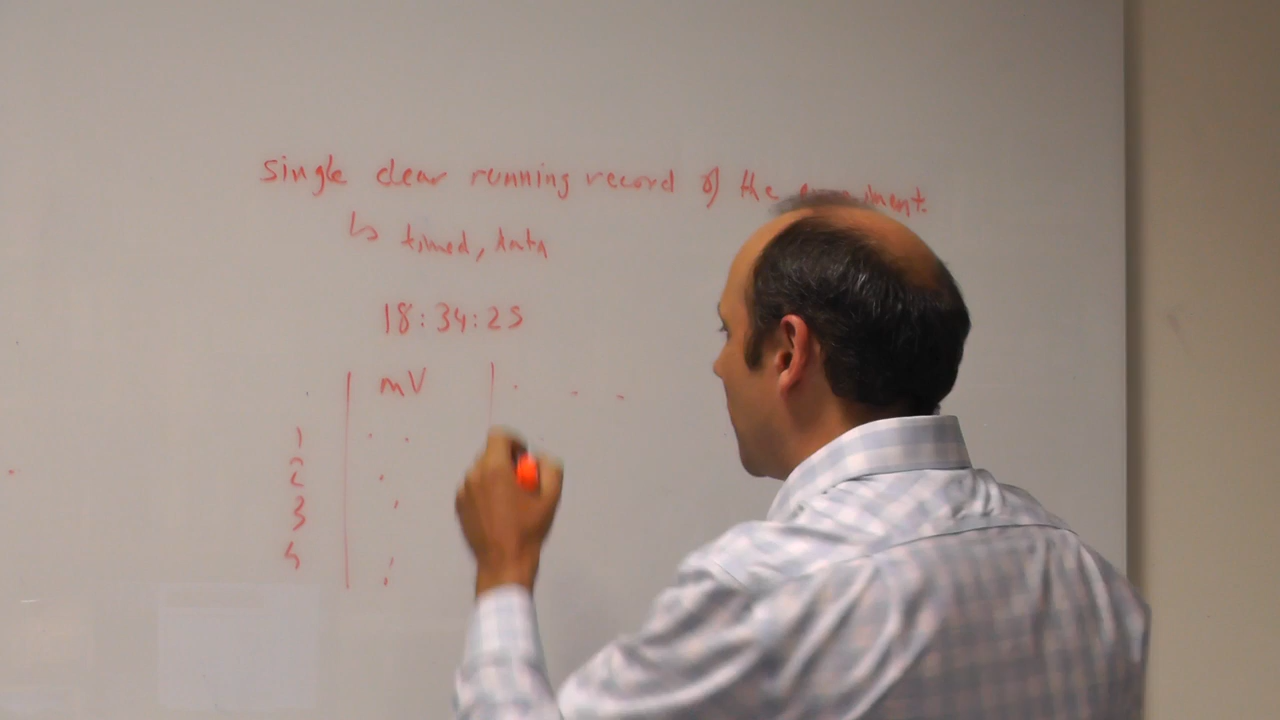 single clear running record of the
↳ timed, data
18:34:25
mV
1
2
3
4